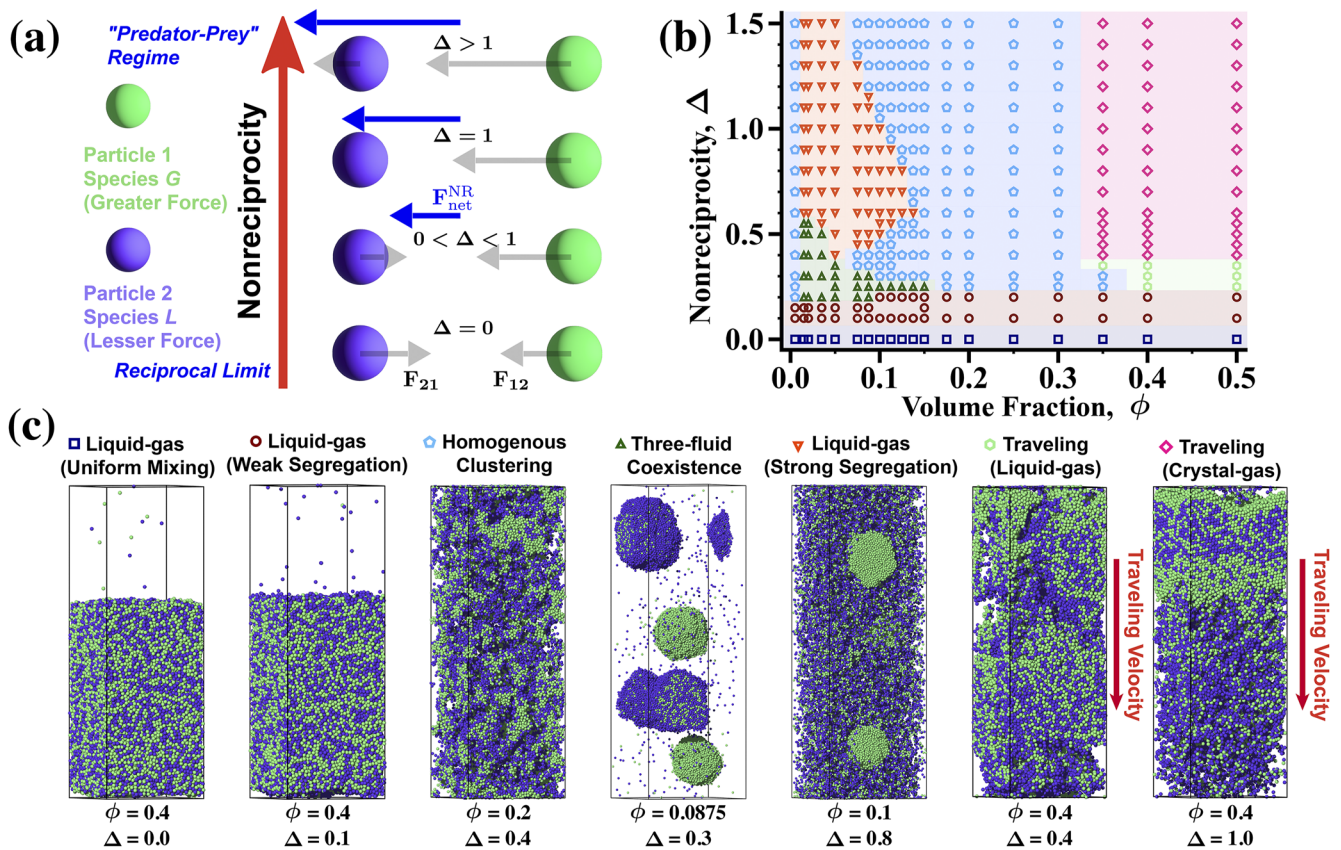 (a)
"Predator-Prey"
Regime
Particle 1
Species G
(Greater Force)
Particle 2
Species L
(Lesser Force)
Reciprocal Limit
Nonreciprocity
Δ > 1
Δ = 1
F^NR_net
0 < Δ < 1
Δ = 0
F₂₁
F₁₂
(b)
Nonreciprocity, Δ
1.5
1.0
0.5
0.0
0.0 0.1 0.2 0.3 0.4 0.5
Volume Fraction, ϕ
(c)
Liquid-gas
(Uniform Mixing)
Liquid-gas
(Weak Segregation)
Homogenous
Clustering
Three-fluid
Coexistence
Liquid-gas
(Strong Segregation)
Traveling
(Liquid-gas)
Traveling
(Crystal-gas)
Traveling Velocity
Traveling Velocity
ϕ = 0.4
Δ = 0.0
ϕ = 0.4
Δ = 0.1
ϕ = 0.2
Δ = 0.4
ϕ = 0.0875
Δ = 0.3
ϕ = 0.1
Δ = 0.8
ϕ = 0.4
Δ = 0.4
ϕ = 0.4
Δ = 1.0